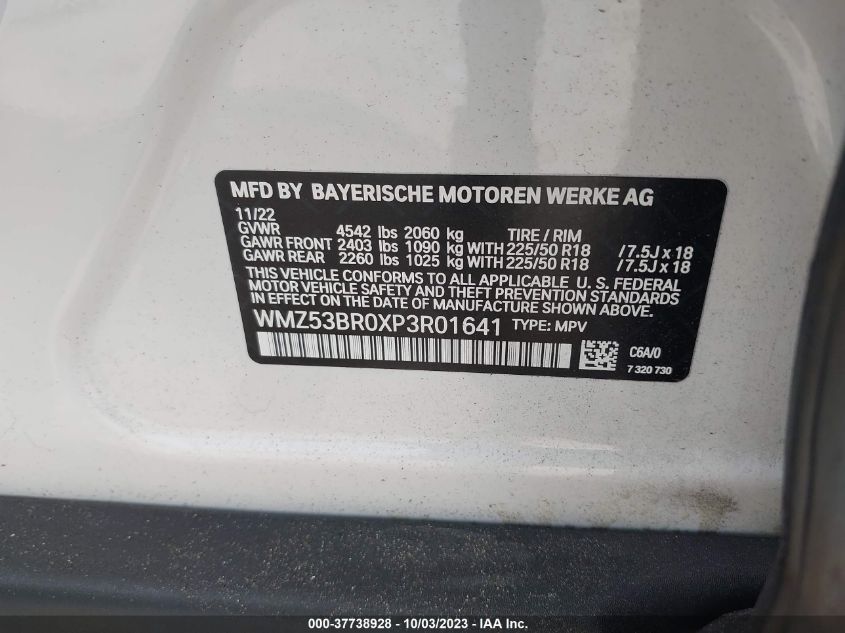 MFD BY BAYERISCHE MOTOREN WERKE AG
11/22
GVWR 4542 lbs 2060 kg TIRE / RIM
GAWR FRONT 2403 lbs 1090 kg WITH 225/50 R18 /7.5J x 18
GAWR REAR 2260 lbs 1025 kg WITH 225/50 R18 /7.5J x 18
THIS VEHICLE CONFORMS TO ALL APPLICABLE U. S. FEDERAL
MOTOR VEHICLE SAFETY AND THEFT PREVENTION STANDARDS
IN EFFECT ON THE DATE OF MANUFACTURE SHOWN ABOVE.
WMZ53BR0XP3R01641 TYPE: MPV
C6A/0
7 320 730
000-37738928 - 10/03/2023 - IAA Inc.